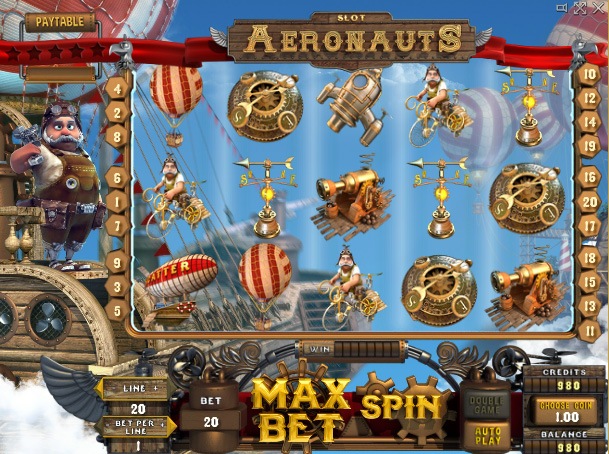 PAYTABLE
SLOT
AERONAUTS
4
2
8
6
1
7
9
3
5
10
12
14
19
16
20
17
18
15
13
11
ATTER
WIN
LINE +
20
BET PER + LINE
1
BET
20
MAX
BET
SPIN
DOUBLE
GAME
AUTO
PLAY
CREDITS
980
CHOOSE COIN
1.00
BALANCE
980